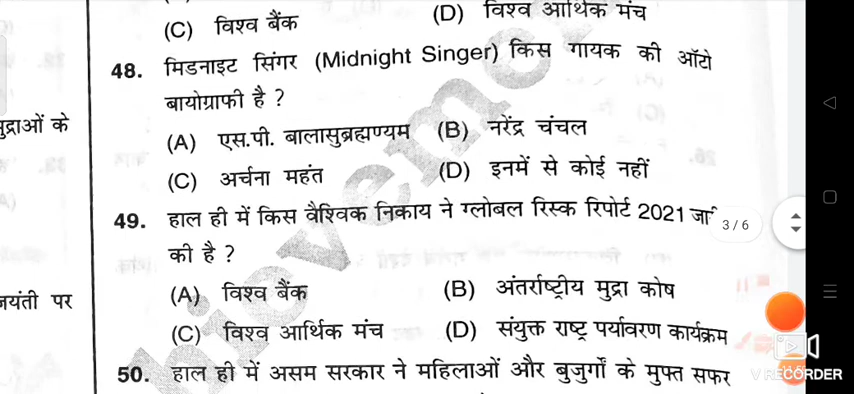 (C) विश्व बैंक (D) विश्व आर्थिक मंच
48. मिडनाइट सिंगर (Midnight Singer) किस गायक की ऑटो
बायोग्राफी है ?
मुद्राओं के
(A) एस.पी. बालासुब्रह्मण्यम (B) नरेंद्र चंचल
(C) अर्चना महंत (D) इनमें से कोई नहीं
49. हाल ही में किस वैश्विक निकाय ने ग्लोबल रिस्क रिपोर्ट 2021
3/6
की है ?
(A) विश्व बैंक (B) अंतर्राष्ट्रीय मुद्रा कोष
जयंती पर
(C) विश्व आर्थिक मंच (D) संयुक्त राष्ट्र पर्यावरण कार्यक्रम
50. हाल ही में असम सरकार ने महिलाओं और बुजुर्गों के मुफ्त सफर
V RECORDER